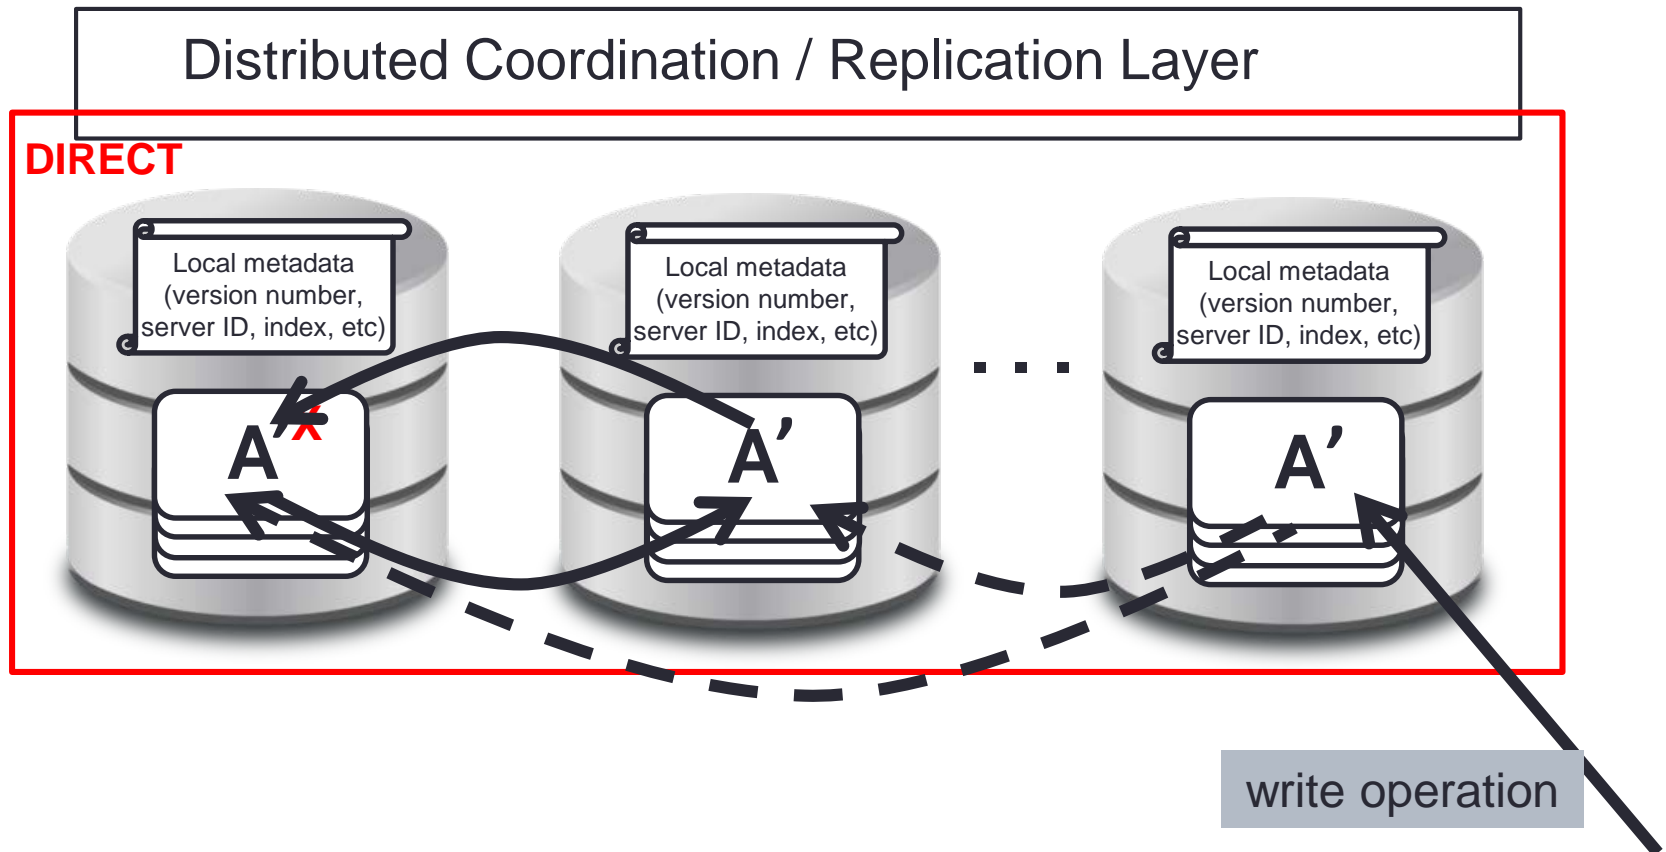 Distributed Coordination / Replication Layer
DIRECT
Local metadata
(version number,
server ID, index, etc)
Local metadata
(version number,
server ID, index, etc)
. . .
Local metadata
(version number,
server ID, index, etc)
A’ X
A’
A’
write operation